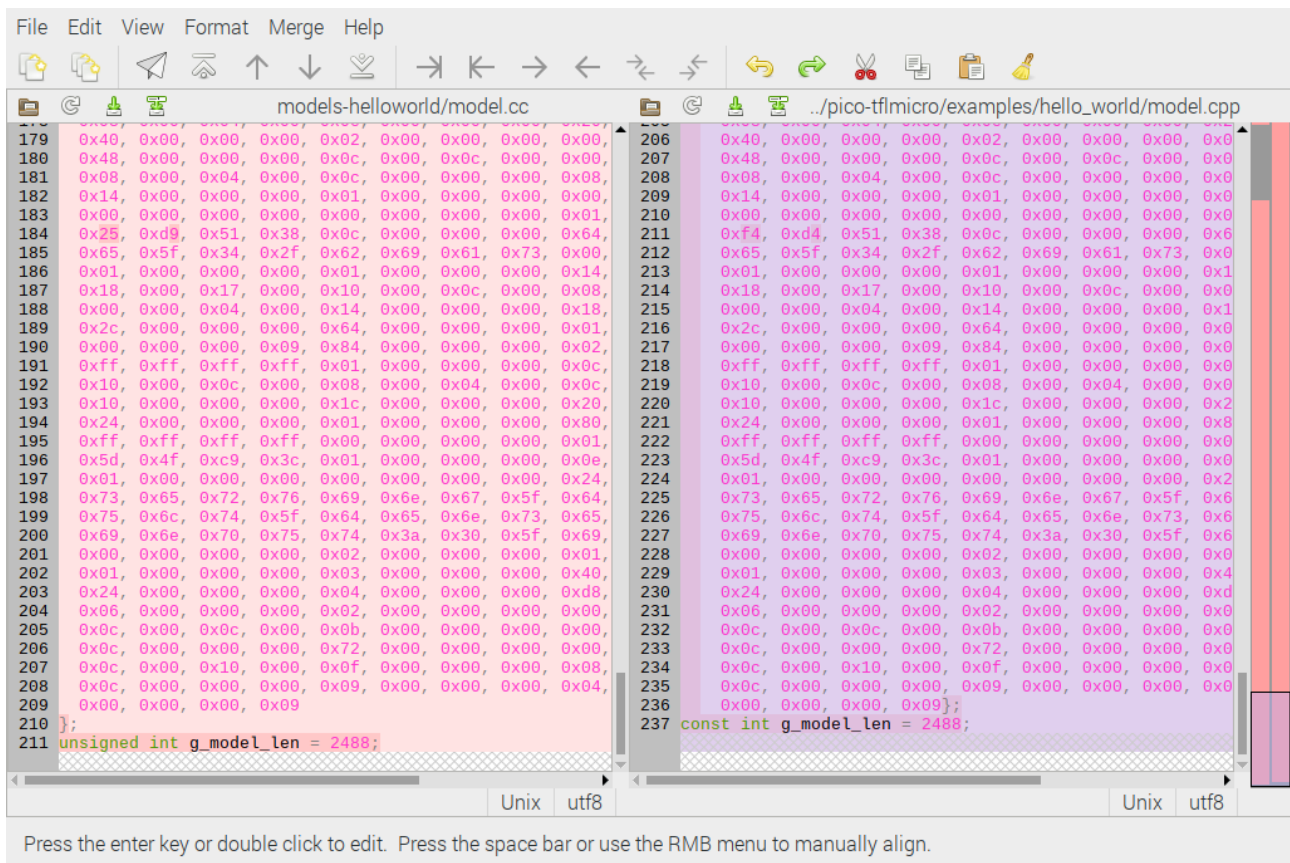 File Edit View Format Merge Help
models-helloworld/model.cc
179 0x40, 0x00, 0x00, 0x00, 0x02, 0x00, 0x00, 0x00, 0x00,
180 0x48, 0x00, 0x00, 0x00, 0x0c, 0x00, 0x0c, 0x00, 0x00,
181 0x08, 0x00, 0x04, 0x00, 0x0c, 0x00, 0x00, 0x00, 0x08,
182 0x14, 0x00, 0x00, 0x00, 0x01, 0x00, 0x00, 0x00, 0x00,
183 0x00, 0x00, 0x00, 0x00, 0x00, 0x00, 0x00, 0x00, 0x01,
184 0x25, 0xd9, 0x51, 0x38, 0x0c, 0x00, 0x00, 0x00, 0x64,
185 0x65, 0x5f, 0x34, 0x2f, 0x62, 0x69, 0x61, 0x73, 0x00,
186 0x01, 0x00, 0x00, 0x00, 0x01, 0x00, 0x00, 0x00, 0x14,
187 0x18, 0x00, 0x17, 0x00, 0x10, 0x00, 0x0c, 0x00, 0x08,
188 0x00, 0x00, 0x04, 0x00, 0x14, 0x00, 0x00, 0x00, 0x18,
189 0x2c, 0x00, 0x00, 0x00, 0x64, 0x00, 0x00, 0x00, 0x01,
190 0x00, 0x00, 0x00, 0x09, 0x84, 0x00, 0x00, 0x00, 0x02,
191 0xff, 0xff, 0xff, 0xff, 0x01, 0x00, 0x00, 0x00, 0x0c,
192 0x10, 0x00, 0x0c, 0x00, 0x08, 0x00, 0x04, 0x00, 0x0c,
193 0x10, 0x00, 0x00, 0x00, 0x1c, 0x00, 0x00, 0x00, 0x20,
194 0x24, 0x00, 0x00, 0x00, 0x01, 0x00, 0x00, 0x00, 0x80,
195 0xff, 0xff, 0xff, 0xff, 0x00, 0x00, 0x00, 0x00, 0x01,
196 0x5d, 0x4f, 0xc9, 0x3c, 0x01, 0x00, 0x00, 0x00, 0x0e,
197 0x01, 0x00, 0x00, 0x00, 0x00, 0x00, 0x00, 0x00, 0x24,
198 0x73, 0x65, 0x72, 0x76, 0x69, 0x6e, 0x67, 0x5f, 0x64,
199 0x75, 0x6c, 0x74, 0x5f, 0x64, 0x65, 0x6e, 0x73, 0x65,
200 0x69, 0x6e, 0x70, 0x75, 0x74, 0x3a, 0x30, 0x5f, 0x69,
201 0x00, 0x00, 0x00, 0x00, 0x02, 0x00, 0x00, 0x00, 0x01,
202 0x01, 0x00, 0x00, 0x00, 0x03, 0x00, 0x00, 0x00, 0x40,
203 0x24, 0x00, 0x00, 0x00, 0x04, 0x00, 0x00, 0x00, 0xd8,
204 0x06, 0x00, 0x00, 0x00, 0x02, 0x00, 0x00, 0x00, 0x00,
205 0x0c, 0x00, 0x0c, 0x00, 0x0b, 0x00, 0x00, 0x00, 0x00,
206 0x0c, 0x00, 0x00, 0x00, 0x72, 0x00, 0x00, 0x00, 0x00,
207 0x0c, 0x00, 0x10, 0x00, 0x0f, 0x00, 0x00, 0x00, 0x08,
208 0x0c, 0x00, 0x00, 0x00, 0x09, 0x00, 0x00, 0x00, 0x04,
209 0x00, 0x00, 0x00, 0x09
210 };
211 unsigned int g_model_len = 2488;
Unix utf8
../pico-tflmicro/examples/hello_world/model.cpp
206 0x40, 0x00, 0x00, 0x00, 0x02, 0x00, 0x00, 0x00, 0x0
207 0x48, 0x00, 0x00, 0x00, 0x0c, 0x00, 0x0c, 0x00, 0x0
208 0x08, 0x00, 0x04, 0x00, 0x0c, 0x00, 0x00, 0x00, 0x0
209 0x14, 0x00, 0x00, 0x00, 0x01, 0x00, 0x00, 0x00, 0x0
210 0x00, 0x00, 0x00, 0x00, 0x00, 0x00, 0x00, 0x00, 0x0
211 0xf4, 0xd4, 0x51, 0x38, 0x0c, 0x00, 0x00, 0x00, 0x6
212 0x65, 0x5f, 0x34, 0x2f, 0x62, 0x69, 0x61, 0x73, 0x0
213 0x01, 0x00, 0x00, 0x00, 0x01, 0x00, 0x00, 0x00, 0x1
214 0x18, 0x00, 0x17, 0x00, 0x10, 0x00, 0x0c, 0x00, 0x0
215 0x00, 0x00, 0x04, 0x00, 0x14, 0x00, 0x00, 0x00, 0x1
216 0x2c, 0x00, 0x00, 0x00, 0x64, 0x00, 0x00, 0x00, 0x0
217 0x00, 0x00, 0x00, 0x09, 0x84, 0x00, 0x00, 0x00, 0x0
218 0xff, 0xff, 0xff, 0xff, 0x01, 0x00, 0x00, 0x00, 0x0
219 0x10, 0x00, 0x0c, 0x00, 0x08, 0x00, 0x04, 0x00, 0x0
220 0x10, 0x00, 0x00, 0x00, 0x1c, 0x00, 0x00, 0x00, 0x2
221 0x24, 0x00, 0x00, 0x00, 0x01, 0x00, 0x00, 0x00, 0x8
222 0xff, 0xff, 0xff, 0xff, 0x00, 0x00, 0x00, 0x00, 0x0
223 0x5d, 0x4f, 0xc9, 0x3c, 0x01, 0x00, 0x00, 0x00, 0x0
224 0x01, 0x00, 0x00, 0x00, 0x00, 0x00, 0x00, 0x00, 0x2
225 0x73, 0x65, 0x72, 0x76, 0x69, 0x6e, 0x67, 0x5f, 0x6
226 0x75, 0x6c, 0x74, 0x5f, 0x64, 0x65, 0x6e, 0x73, 0x6
227 0x69, 0x6e, 0x70, 0x75, 0x74, 0x3a, 0x30, 0x5f, 0x6
228 0x00, 0x00, 0x00, 0x00, 0x02, 0x00, 0x00, 0x00, 0x0
229 0x01, 0x00, 0x00, 0x00, 0x03, 0x00, 0x00, 0x00, 0x4
230 0x24, 0x00, 0x00, 0x00, 0x04, 0x00, 0x00, 0x00, 0xd
231 0x06, 0x00, 0x00, 0x00, 0x02, 0x00, 0x00, 0x00, 0x0
232 0x0c, 0x00, 0x0c, 0x00, 0x0b, 0x00, 0x00, 0x00, 0x0
233 0x0c, 0x00, 0x00, 0x00, 0x72, 0x00, 0x00, 0x00, 0x0
234 0x0c, 0x00, 0x10, 0x00, 0x0f, 0x00, 0x00, 0x00, 0x0
235 0x0c, 0x00, 0x00, 0x00, 0x09, 0x00, 0x00, 0x00, 0x0
236 0x00, 0x00, 0x00, 0x09};
237 const int g_model_len = 2488;
Unix utf8
Press the enter key or double click to edit. Press the space bar or use the RMB menu to manually align.